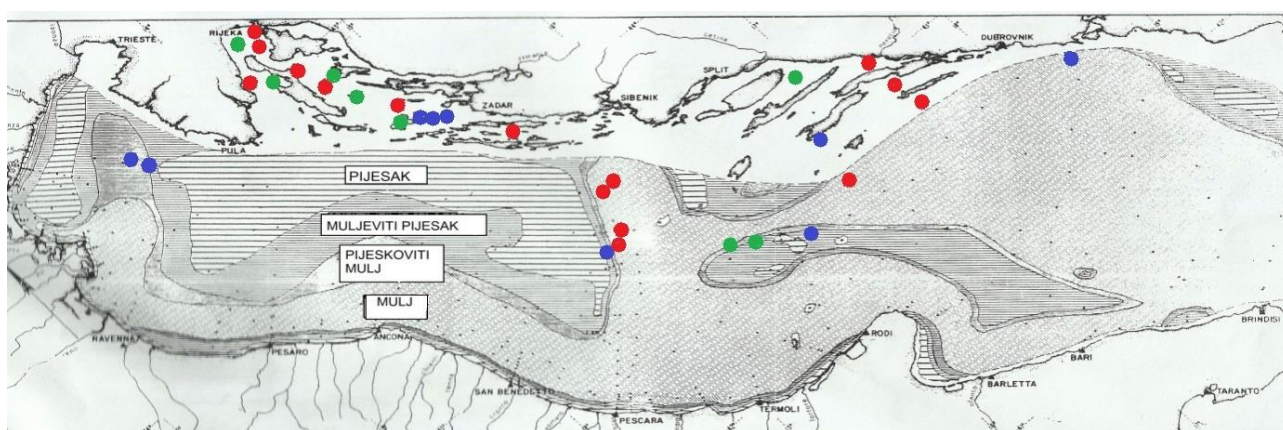 TRIESTE
RIJEKA
PULA
ZADAR
SIBENIK
SPLIT
Cetina
DUBROVNIK
PIJESAK
MULJEVITI PIJESAK
PIJESKOVITI
MULJ
MULJ
RAVENNA
PESARO
ANCONA
SAN BENEDETTO
PESCARA
TERMOLI
RODI
BARLETTA
BARI
BRINDISI
TARANTO